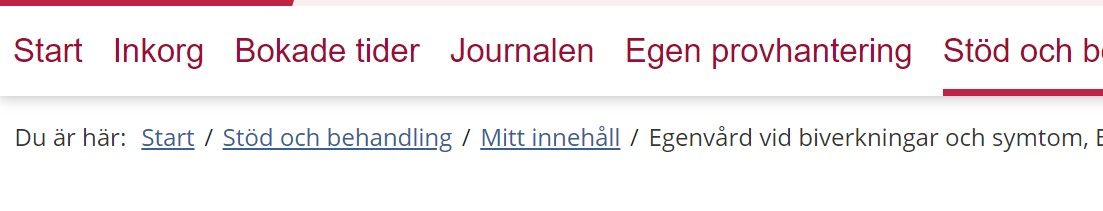 Start Inkorg Bokade tider Journalen Egen provhantering Stöd och
Du är här: Start / Stöd och behandling / Mitt innehåll / Egenvård vid biverkningar och symtom,